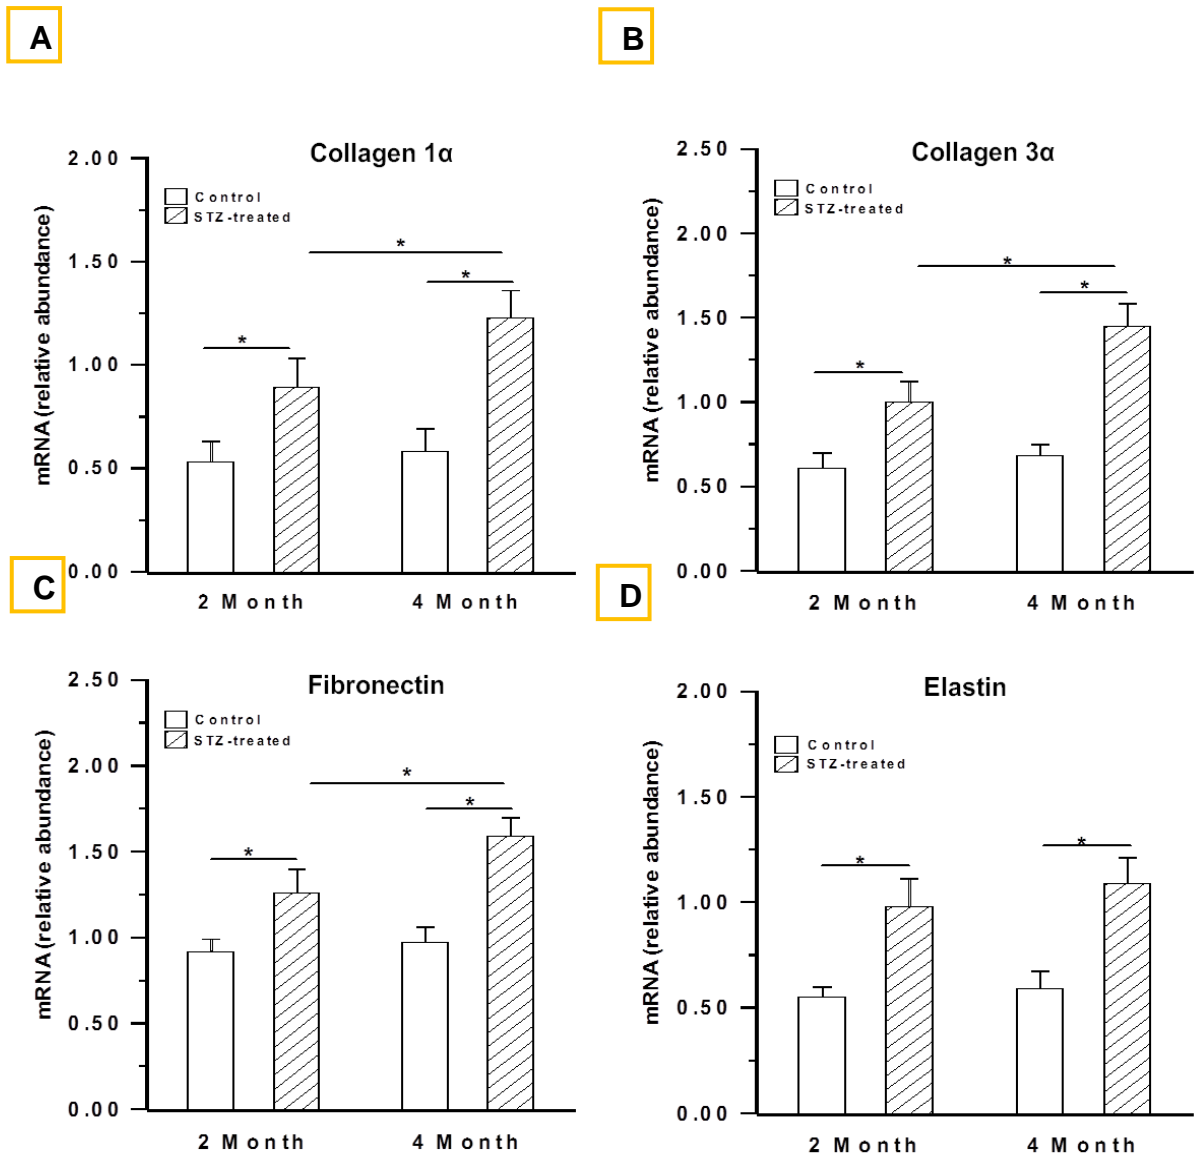 A
Collagen 1α
mRNA (relative abundance)
2.00
1.50
1.00
0.50
0.00
Control
STZ-treated
*
*
*
2 Month
4 Month
B
Collagen 3α
mRNA (relative abundance)
2.50
2.00
1.50
1.00
0.50
0.00
Control
STZ-treated
*
*
*
2 Month
4 Month
C
Fibronectin
mRNA (relative abundance)
2.50
2.00
1.50
1.00
0.50
0.00
Control
STZ-treated
*
*
*
2 Month
4 Month
D
Elastin
mRNA (relative abundance)
2.00
1.50
1.00
0.50
0.00
Control
STZ-treated
*
*
2 Month
4 Month